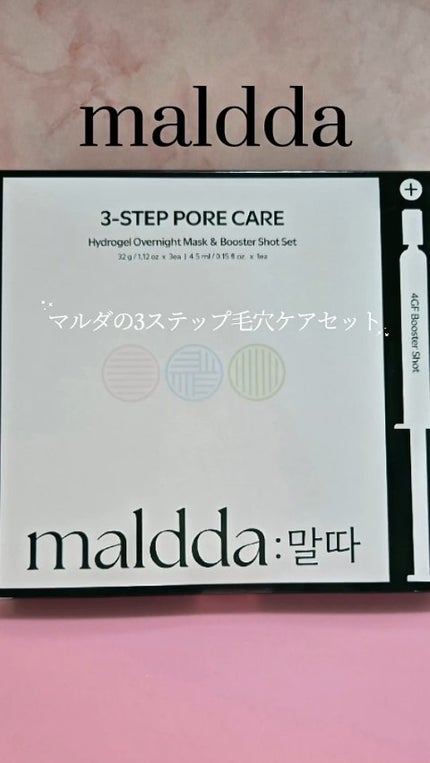 maldda
3-STEP PORE CARE
Hydrogel Overnight Mask & Booster Shot Set
32 g / 1.12 oz x 3ea | 4.5 ml / 0.15 fl oz. x 1ea
マルダの3ステップ毛穴ケアセット
4GF Booster Shot
maldda:말따